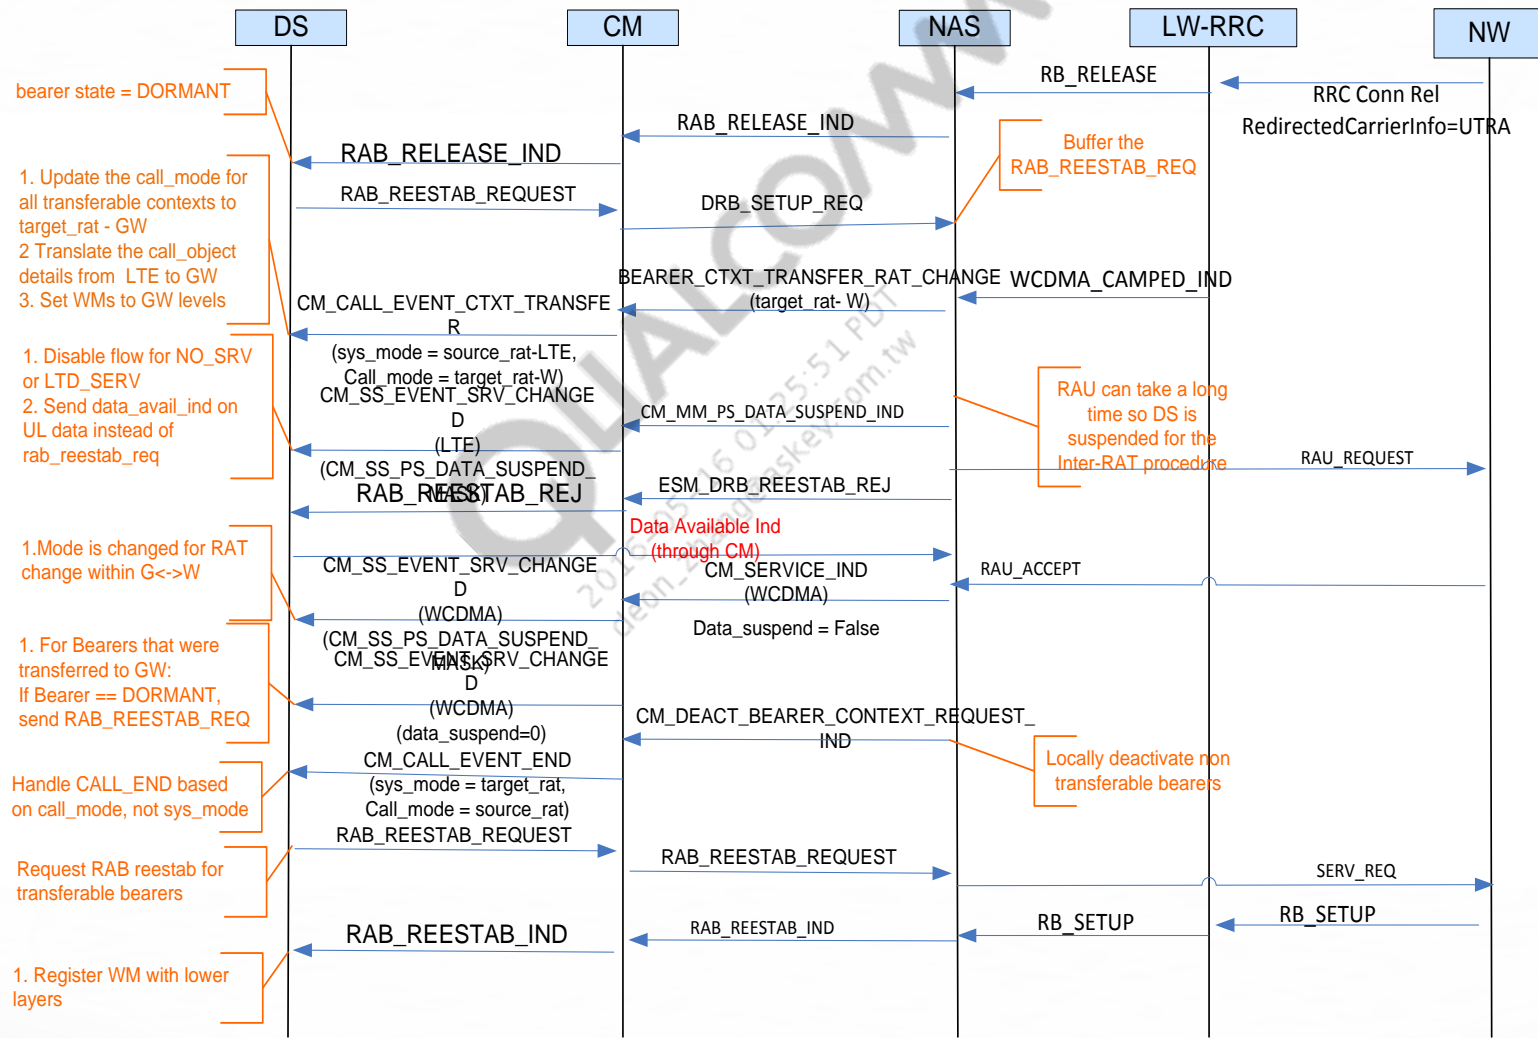 DS
CM
NAS
LW-RRC
NW
bearer state = DORMANT
RB_RELEASE
RRC Conn Rel
RedirectedCarrierInfo=UTRA
RAB_RELEASE_IND
Buffer the
RAB_REESTAB_REQ
RAB_RELEASE_IND
1. Update the call_mode for
all transferable contexts to
target_rat - GW
2 Translate the call_object
details from LTE to GW
3. Set WMs to GW levels
RAB_REESTAB_REQUEST
DRB_SETUP_REQ
BEARER_CTXT_TRANSFER_RAT_CHANGE
(target_rat- W)
WCDMA_CAMPED_IND
CM_CALL_EVENT_CTXT_TRANSFE
R
(sys_mode = source_rat-LTE,
Call_mode = target_rat-W)
1. Disable flow for NO_SRV
or LTD_SERV
2. Send data_avail_ind on
UL data instead of
rab_reestab_req
CM_SS_EVENT_SRV_CHANGE
D
(LTE)
(CM_SS_PS_DATA_SUSPEND_
MASK)
CM_MM_PS_DATA_SUSPEND_IND
RAU can take a long
time so DS is
suspended for the
Inter-RAT procedure
RAU_REQUEST
ESM_DRB_REESTAB_REJ
RAB_REESTAB_REJ
Data Available Ind
(through CM)
1.Mode is changed for RAT
change within G<->W
CM_SS_EVENT_SRV_CHANGE
D
(WCDMA)
(CM_SS_PS_DATA_SUSPEND_
MASK)
CM_SERVICE_IND
(WCDMA)
Data_suspend = False
RAU_ACCEPT
1. For Bearers that were
transferred to GW:
If Bearer == DORMANT,
send RAB_REESTAB_REQ
CM_SS_EVENT_SRV_CHANGE
D
(WCDMA)
(data_suspend=0)
CM_DEACT_BEARER_CONTEXT_REQUEST_
IND
Locally deactivate non
transferable bearers
Handle CALL_END based
on call_mode, not sys_mode
CM_CALL_EVENT_END
(sys_mode = target_rat,
Call_mode = source_rat)
RAB_REESTAB_REQUEST
Request RAB reestab for
transferable bearers
RAB_REESTAB_REQUEST
SERV_REQ
RB_SETUP
RB_SETUP
RAB_REESTAB_IND
RAB_REESTAB_IND
1. Register WM with lower
layers
QUALCOMM